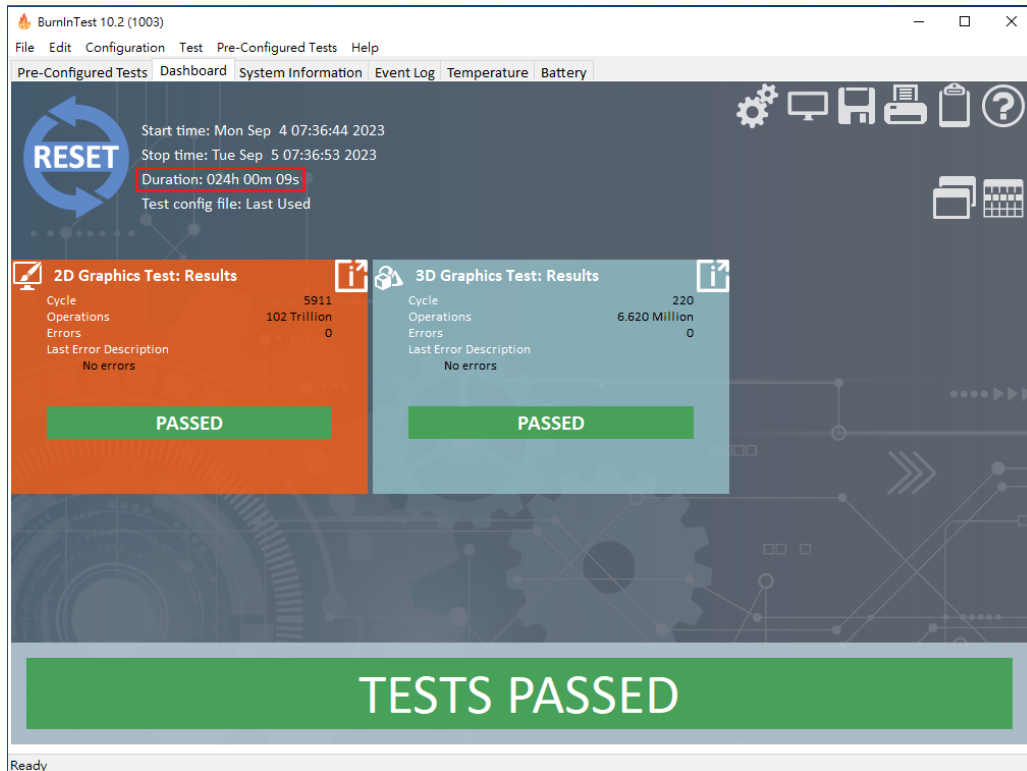 BurnInTest 10.2 (1003)
File Edit Configuration Test Pre-Configured Tests Help
Pre-Configured Tests Dashboard System Information Event Log Temperature Battery
RESET
Start time: Mon Sep 4 07:36:44 2023
Stop time: Tue Sep 5 07:36:53 2023
Duration: 024h 00m 09s
Test config file: Last Used
2D Graphics Test: Results
Cycle 5911
Operations 102 Trillion
Errors 0
Last Error Description
No errors
PASSED
3D Graphics Test: Results
Cycle 220
Operations 6.620 Million
Errors 0
Last Error Description
No errors
PASSED
TESTS PASSED
Ready